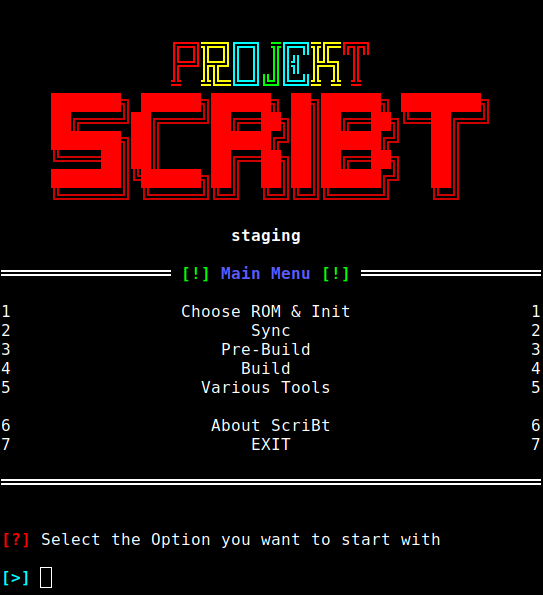 PROJECT
SCRIBT
staging
[!] Main Menu [!]
1 Choose ROM & Init 1
2 Sync 2
3 Pre-Build 3
4 Build 4
5 Various Tools 5
6 About ScriBt 6
7 EXIT 7
[?] Select the Option you want to start with
[>]